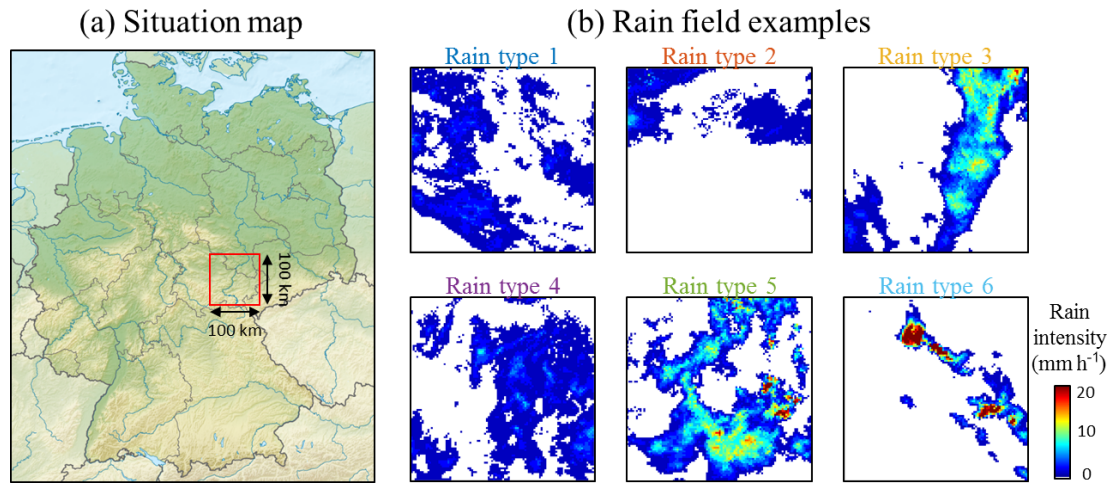 (a) Situation map
(b) Rain field examples
Rain type 1
Rain type 2
Rain type 3
100 km
100 km
Rain type 4
Rain type 5
Rain type 6
Rain
intensity
(mm h-1)
20
10
0